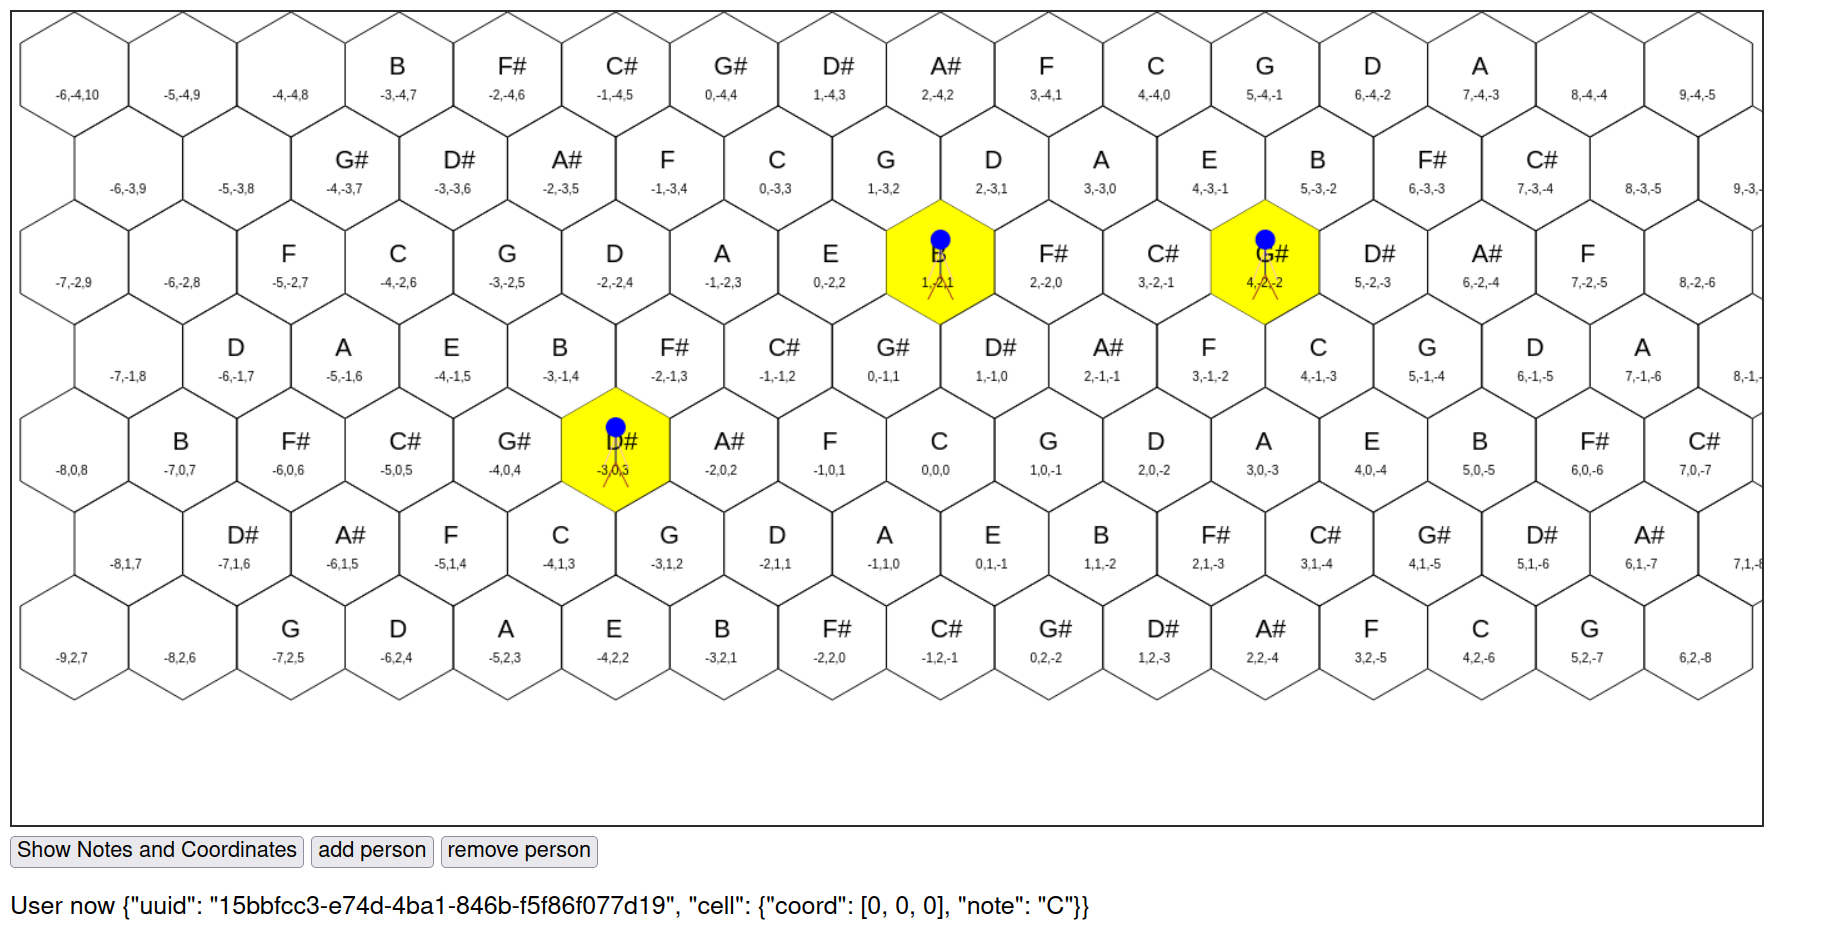 B F# C# G# D# A# F C G D A
-6,-4,10 -5,-4,9 -4,-4,8 -3,-4,7 -2,-4,6 -1,-4,5 0,-4,4 1,-4,3 2,-4,2 3,-4,1 4,-4,0 5,-4,-1 6,-4,-2 7,-4,-3 8,-4,-4 9,-4,-5
G# D# A# F C G D A E B F# C#
-6,-3,9 -5,-3,8 -4,-3,7 -3,-3,6 -2,-3,5 -1,-3,4 0,-3,3 1,-3,2 2,-3,1 3,-3,0 4,-3,-1 5,-3,-2 6,-3,-3 7,-3,-4 8,-3,-5 9,-3,-
F C G D A E B F# C# G# D# A# F
-7,-2,9 -6,-2,8 -5,-2,7 -4,-2,6 -3,-2,5 -2,-2,4 -1,-2,3 0,-2,2 1,-2,1 2,-2,0 3,-2,-1 4,-2,-2 5,-2,-3 6,-2,-4 7,-2,-5 8,-2,-6
D A E B F# C# G# D# A# F C G D A
-7,-1,8 -6,-1,7 -5,-1,6 -4,-1,5 -3,-1,4 -2,-1,3 -1,-1,2 0,-1,1 1,-1,0 2,-1,-1 3,-1,-2 4,-1,-3 5,-1,-4 6,-1,-5 7,-1,-6 8,-1,-
B F# C# G# D# A# F C G D A E B F# C#
-8,0,8 -7,0,7 -6,0,6 -5,0,5 -4,0,4 -3,0,3 -2,0,2 -1,0,1 0,0,0 1,0,-1 2,0,-2 3,0,-3 4,0,-4 5,0,-5 6,0,-6 7,0,-7
D# A# F C G D A E B F# C# G# D# A#
-8,1,7 -7,1,6 -6,1,5 -5,1,4 -4,1,3 -3,1,2 -2,1,1 -1,1,0 0,1,-1 1,1,-2 2,1,-3 3,1,-4 4,1,-5 5,1,-6 6,1,-7 7,1,-8
G D A E B F# C# G# D# A# F C G
-9,2,7 -8,2,6 -7,2,5 -6,2,4 -5,2,3 -4,2,2 -3,2,1 -2,2,0 -1,2,-1 0,2,-2 1,2,-3 2,2,-4 3,2,-5 4,2,-6 5,2,-7 6,2,-8
Show Notes and Coordinates add person remove person
User now {"uuid": "15bbfcc3-e74d-4ba1-846b-f5f86f077d19", "cell": {"coord": [0, 0, 0], "note": "C"}}